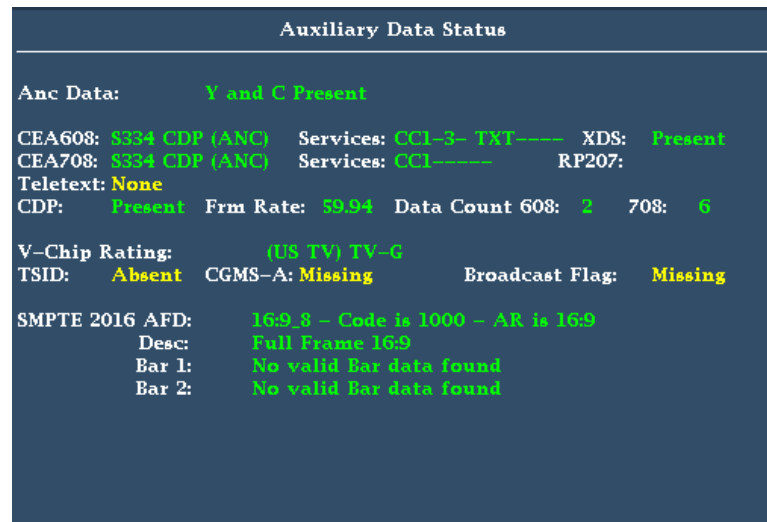 Auxiliary Data Status
Anc Data: Y and C Present
CEA608: S334 CDP (ANC) Services: CC1-3- TXT---- XDS: Present
CEA708: S334 CDP (ANC) Services: CC1----- RP207:
Teletext: None
CDP: Present Frm Rate: 59.94 Data Count 608: 2 708: 6
V-Chip Rating: (US TV) TV-G
TSID: Absent CGMS-A: Missing Broadcast Flag: Missing
SMPTE 2016 AFD: 16:9_8 - Code is 1000 - AR is 16:9
Desc: Full Frame 16:9
Bar 1: No valid Bar data found
Bar 2: No valid Bar data found